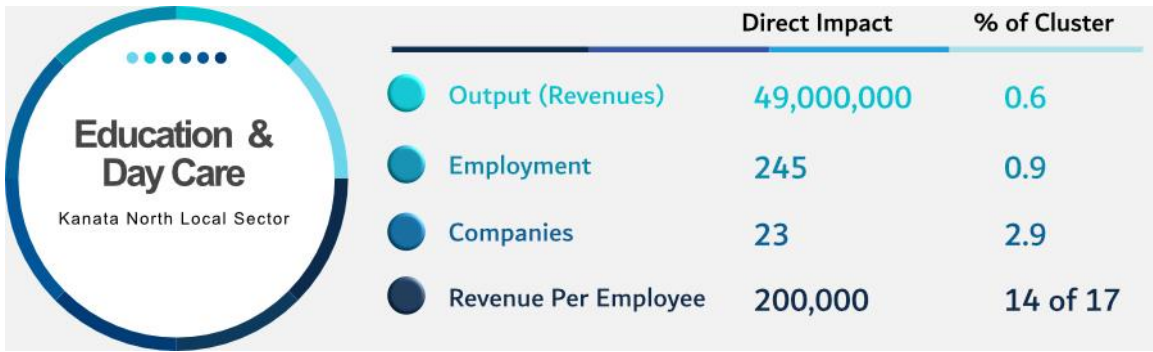 Education &
Day Care
Kanata North Local Sector
Direct Impact % of Cluster
Output (Revenues) 49,000,000 0.6
Employment 245 0.9
Companies 23 2.9
Revenue Per Employee 200,000 14 of 17